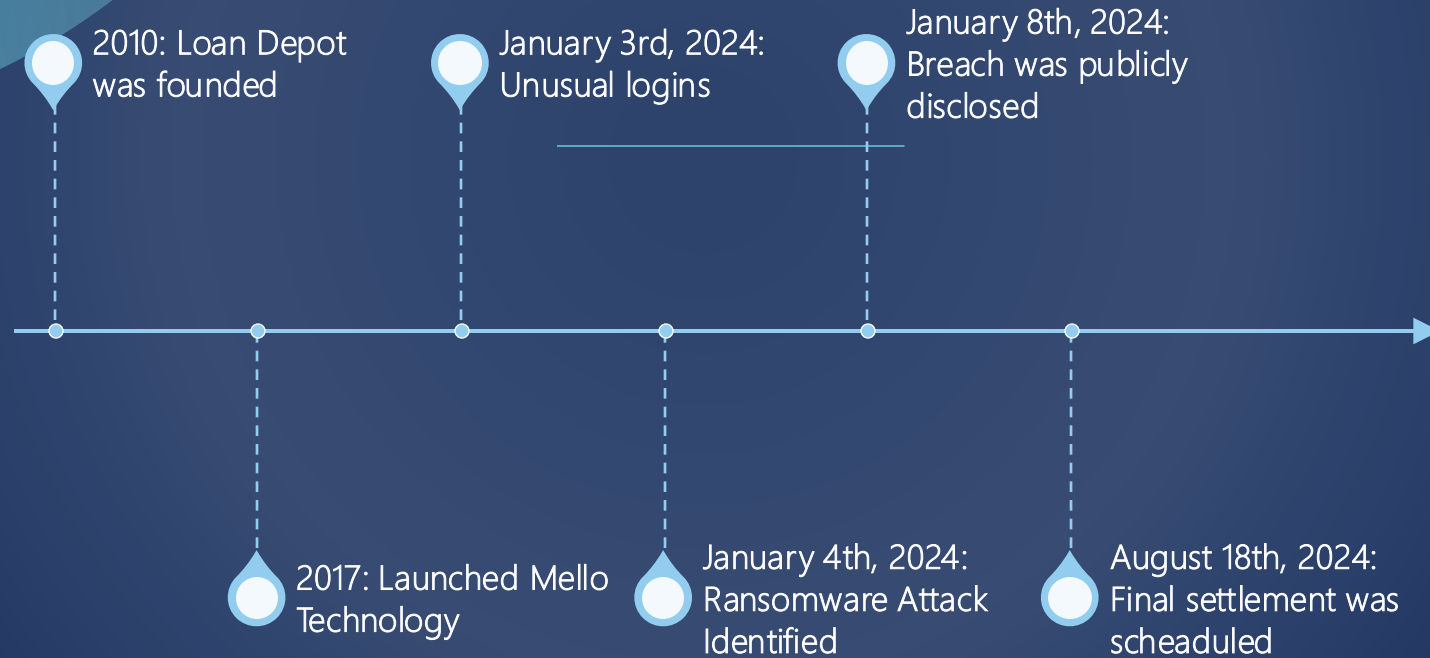 2010: Loan Depot
was founded
2017: Launched Mello
Technology
January 3rd, 2024:
Unusual logins
January 4th, 2024:
Ransomware Attack
Identified
January 8th, 2024:
Breach was publicly
disclosed
August 18th, 2024:
Final settlement was
scheaduled